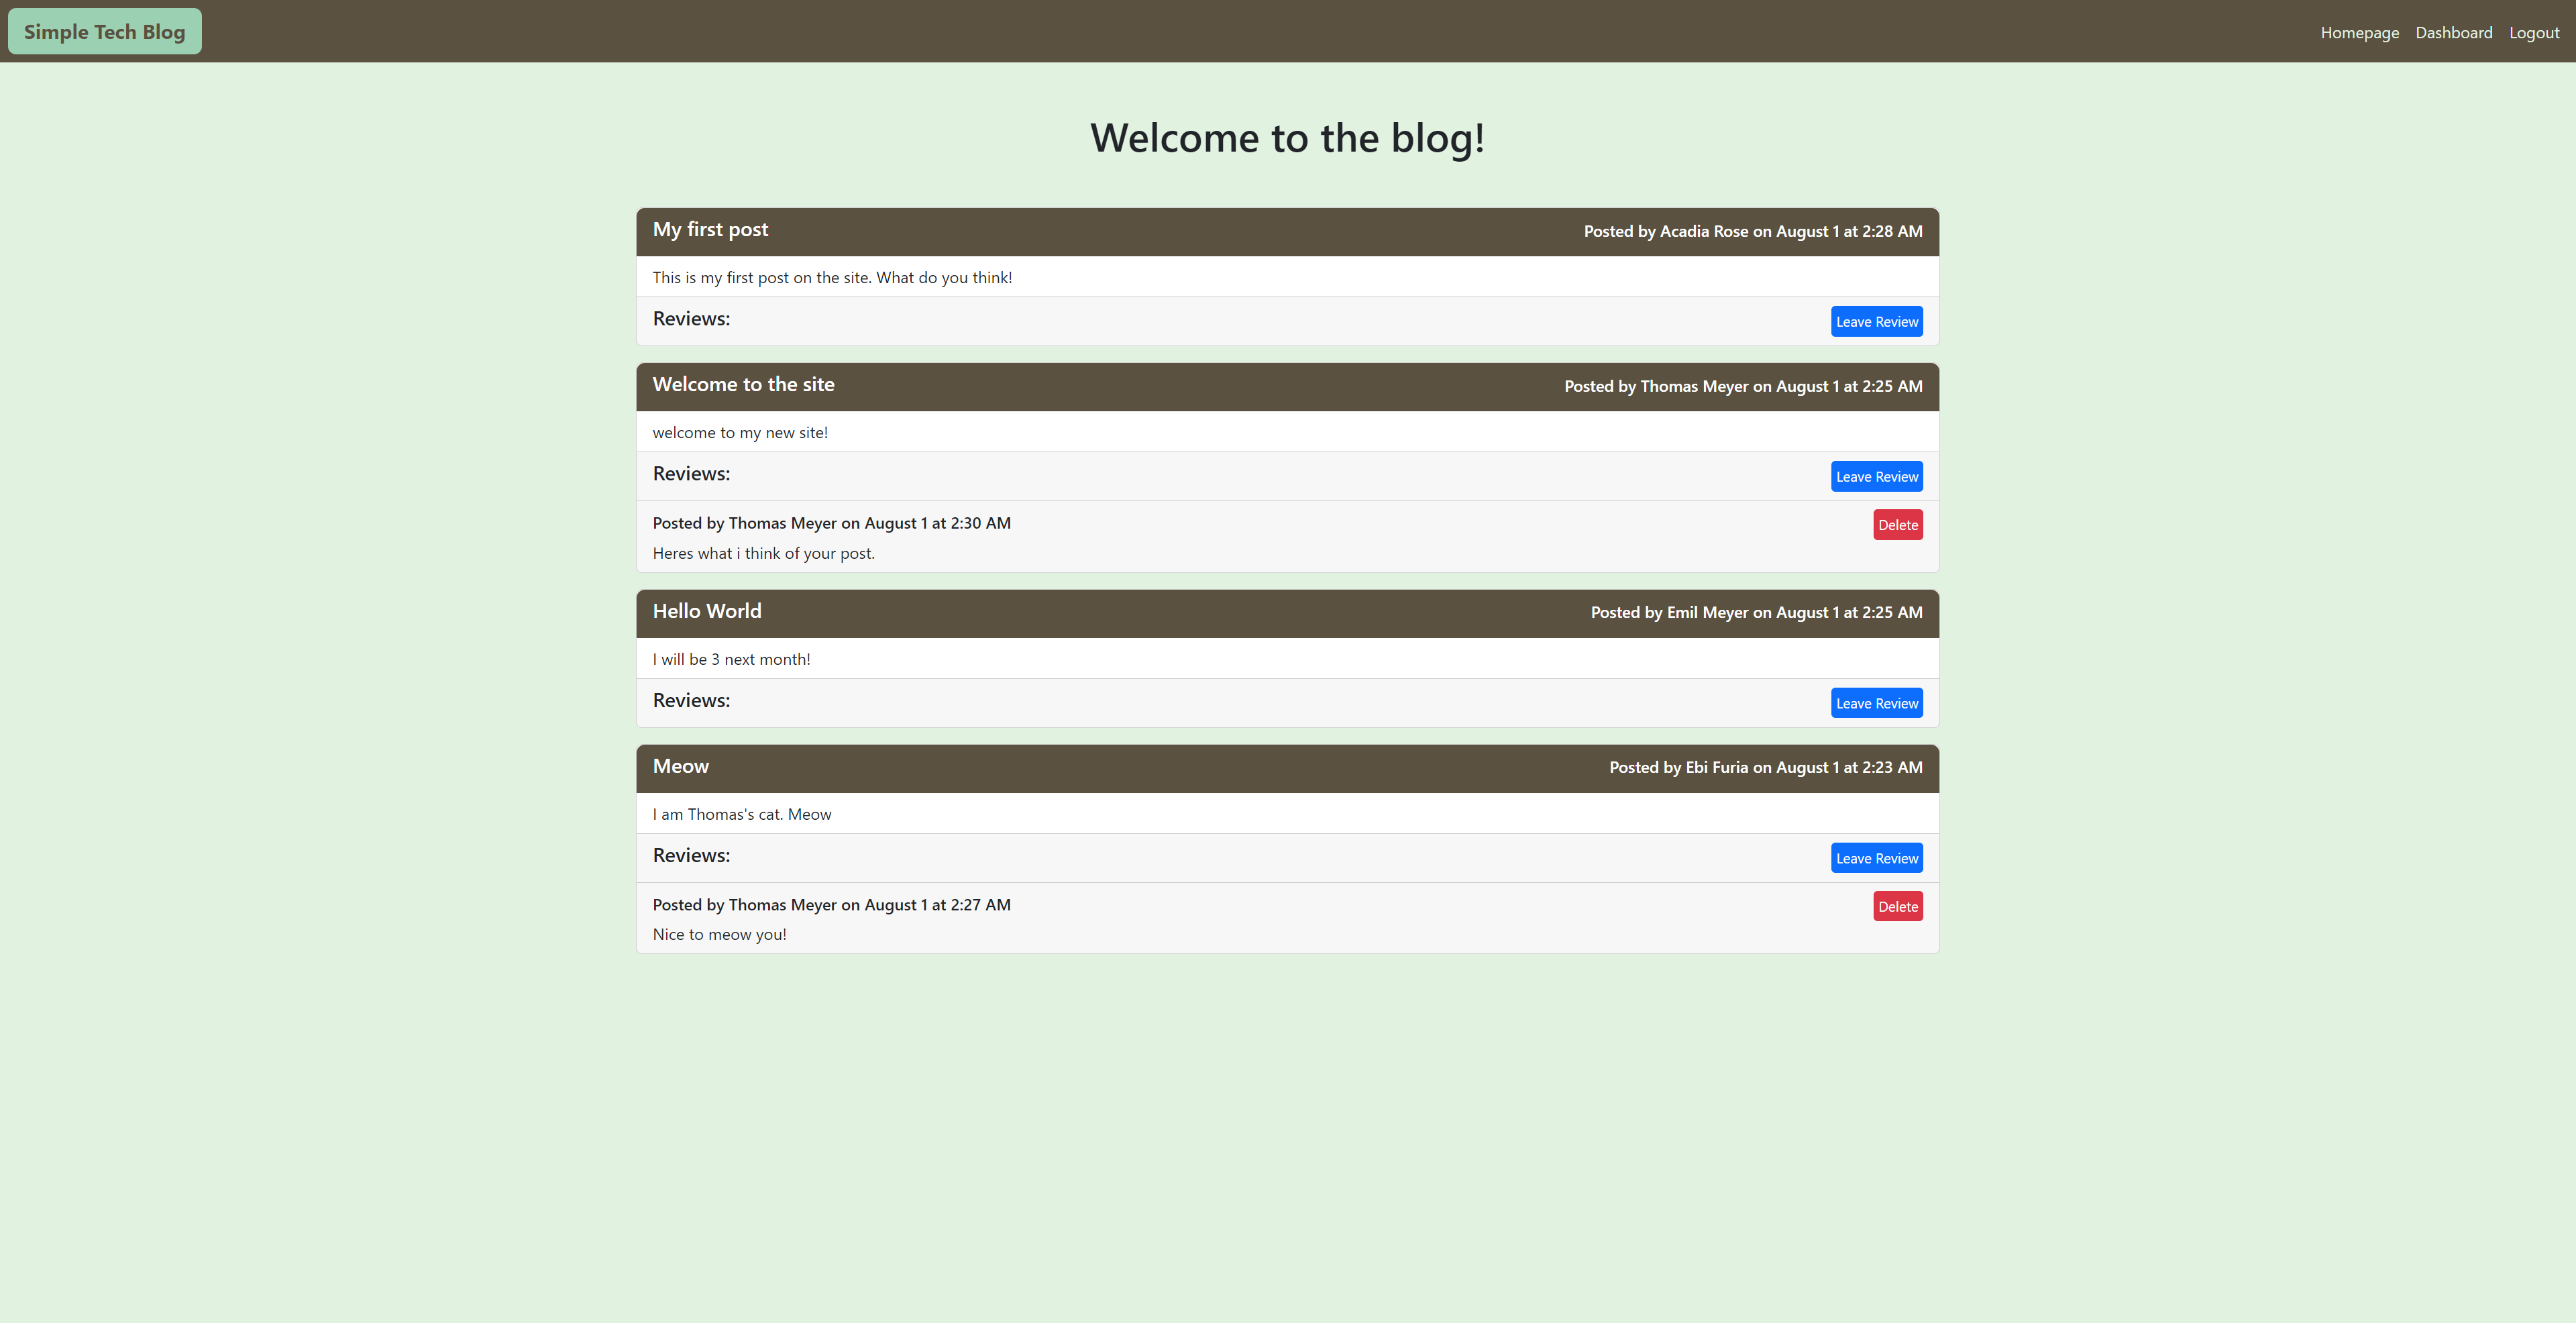 Simple Tech Blog
Homepage Dashboard Logout
Welcome to the blog!
My first post
Posted by Acadia Rose on August 1 at 2:28 AM
This is my first post on the site. What do you think!
Reviews:
Leave Review
Welcome to the site
Posted by Thomas Meyer on August 1 at 2:25 AM
welcome to my new site!
Reviews:
Leave Review
Posted by Thomas Meyer on August 1 at 2:30 AM
Delete
Heres what i think of your post.
Hello World
Posted by Emil Meyer on August 1 at 2:25 AM
I will be 3 next month!
Reviews:
Leave Review
Meow
Posted by Ebi Furia on August 1 at 2:23 AM
I am Thomas's cat. Meow
Reviews:
Leave Review
Posted by Thomas Meyer on August 1 at 2:27 AM
Delete
Nice to meow you!